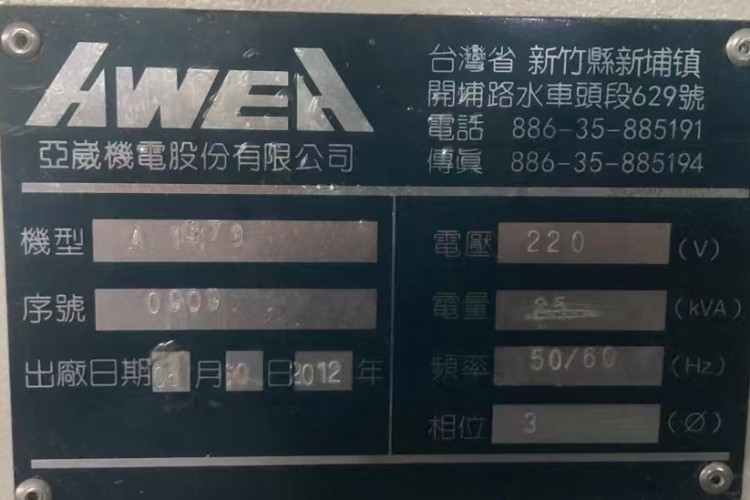 AWEA
亞崴機電股份有限公司
台灣省 新竹縣新埔镇
開埔路水車頭段629號
電話 886-35-885191
傳眞 886-35-885194
機型 A
序號 0909
出廠日期 月 日 2012 年
電壓 220 (V)
電量 25 (kVA)
頻率 50/60 (Hz)
相位 3 (Ø)